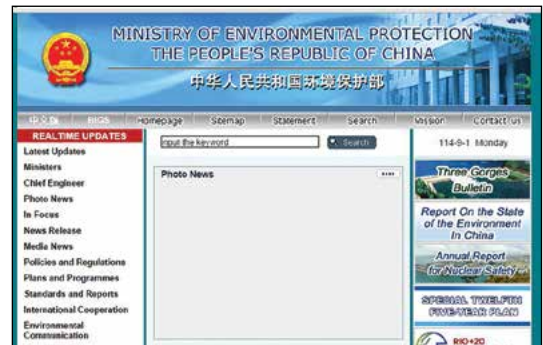 MINISTRY OF ENVIRONMENTAL PROTECTION
THE PEOPLE'S REPUBLIC OF CHINA
中华人民共和国环境保护部
中文版
Homepage
Sitemap
Statement
Search
Mission
Contact us
REALTIME UPDATES
Latest Updates
Ministers
Chief Engineer
Photo News
In Focus
News Release
Media News
Policies and Regulations
Plans and Programmes
Standards and Reports
International Cooperation
Environmental
Communication
input the keyword
Search
Photo News
114-9-1 Monday
Three Gorges
Bulletin
Report On the State
of the Environment
In China
Annual Report
for Nuclear Safety
SPECIAL TWELFTH
FIVE-YEAR PLAN
RIO+20